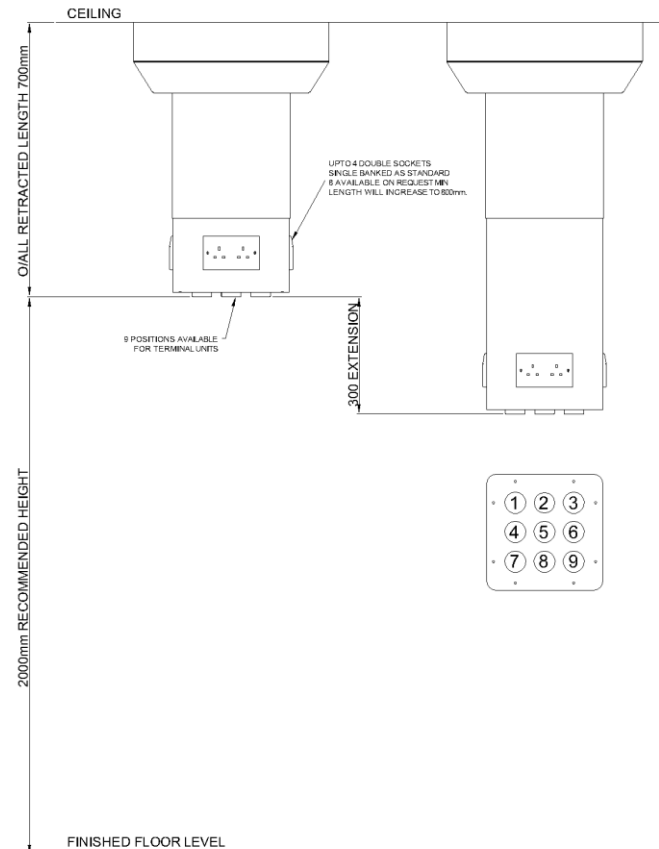 CEILING
O/ALL RETRACTED LENGTH 700mm
UPTO 4 DOUBLE SOCKETS
SINGLE BANKED AS STANDARD
6 AVAILABLE ON REQUEST MIN
LENGTH WILL INCREASE TO 800mm.
9 POSITIONS AVAILABLE
FOR TERMINAL UNITS
300 EXTENSION
2000mm RECOMMENDED HEIGHT
1 2 3
4 5 6
7 8 9
FINISHED FLOOR LEVEL